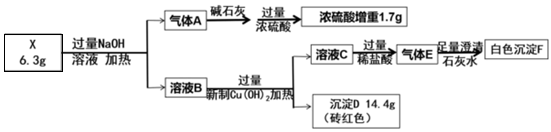 X
6.3g
过量NaOH
溶液 加热
气体A
碱石灰
过量
浓硫酸
浓硫酸增重1.7g
溶液B
过量
新制Cu(OH)₂加热
溶液C
过量
稀盐酸
气体E
足量澄清
石灰水
白色沉淀F
沉淀D 14.4g
（砖红色）